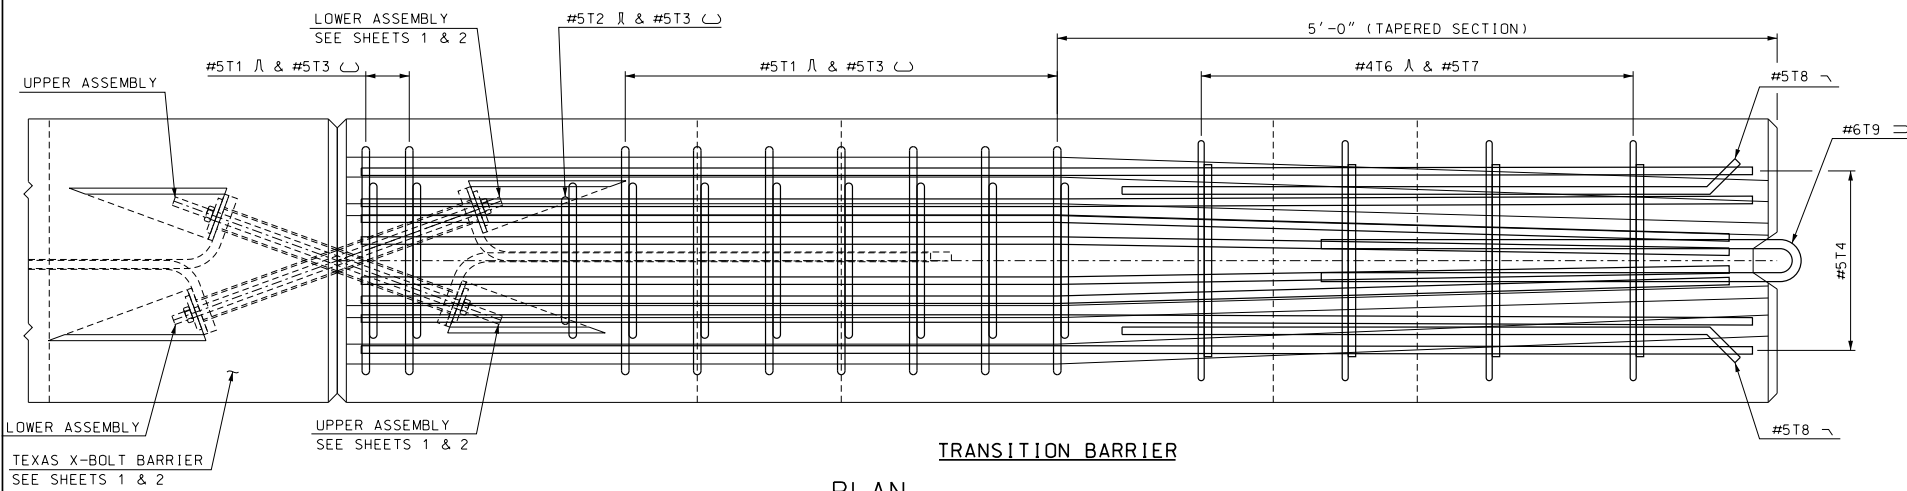 LOWER ASSEMBLY
SEE SHEETS 1 & 2
#5T2 & #5T3
5'-0" (TAPERED SECTION)
UPPER ASSEMBLY
#5T1 & #5T3
#5T1 & #5T3
#4T6 & #5T7
#5T8
#6T9
#5T4
LOWER ASSEMBLY
TEXAS X-BOLT BARRIER
SEE SHEETS 1 & 2
UPPER ASSEMBLY
SEE SHEETS 1 & 2
#5T8
TRANSITION BARRIER
PLAN